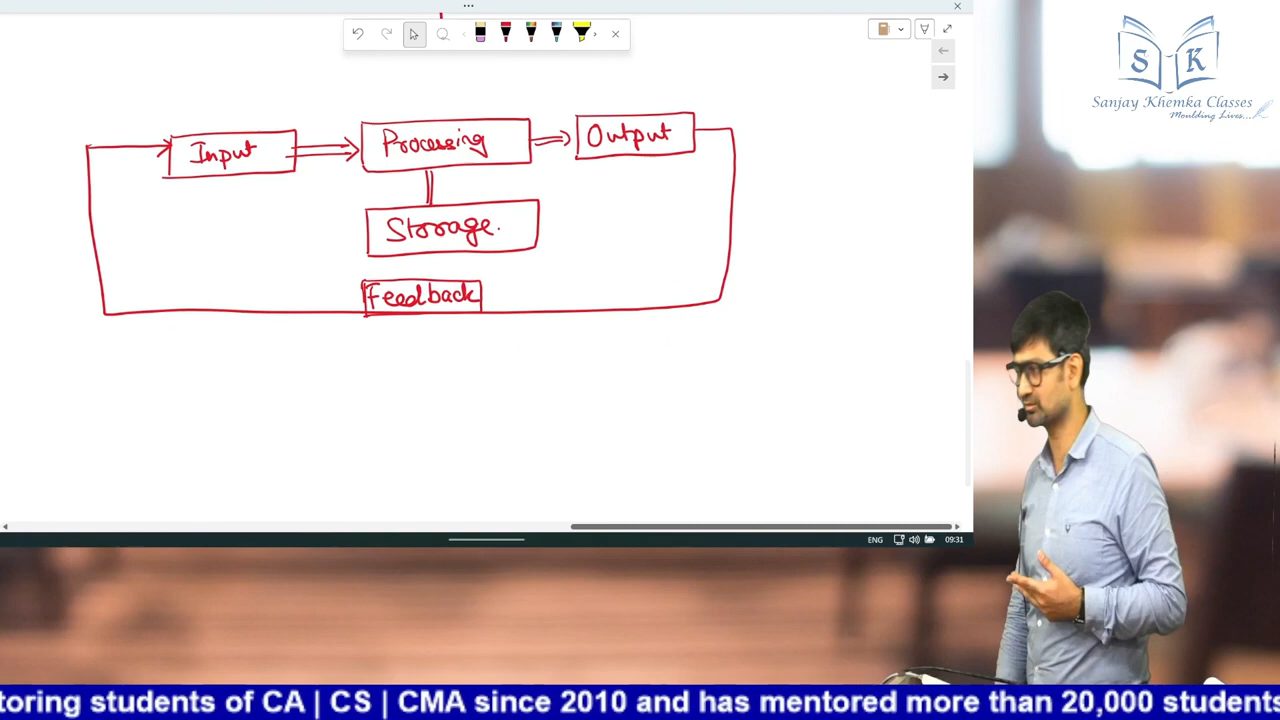 S K
Sanjay Khemka Classes
Moulding Lives...
Input
Processing
Output
Storage.
Feedback
ENG
09:31
toring students of CA | CS | CMA since 2010 and has mentored more than 20,000 students